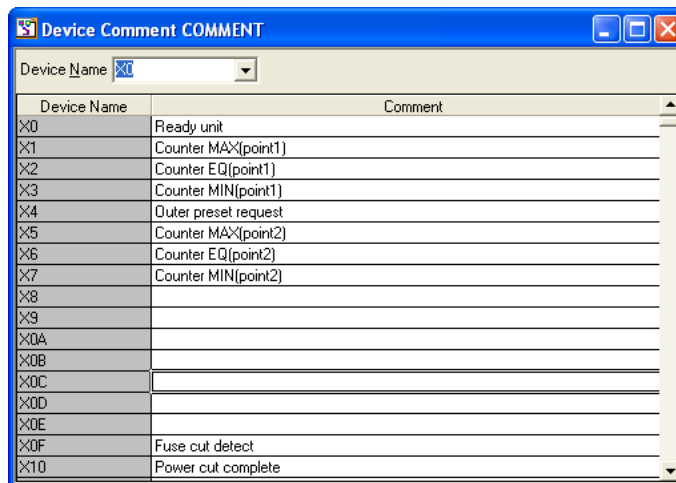 Device Comment COMMENT
Device Name X0
Device Name Comment
X0 Ready unit
X1 Counter MAX(point1)
X2 Counter EQ(point1)
X3 Counter MIN(point1)
X4 Outer preset request
X5 Counter MAX(point2)
X6 Counter EQ(point2)
X7 Counter MIN(point2)
X8
X9
X0A
X0B
X0C
X0D
X0E
X0F Fuse cut detect
X10 Power cut complete